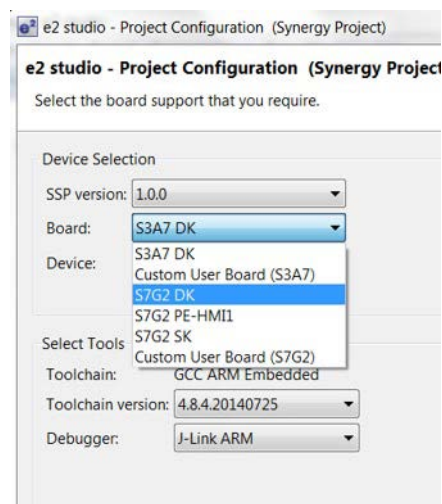 e² e2 studio - Project Configuration (Synergy Project)
e2 studio - Project Configuration (Synergy Project
Select the board support that you require.
Device Selection
SSP version: 1.0.0
Board: S3A7 DK
S3A7 DK
Custom User Board (S3A7)
Device:
S7G2 DK
S7G2 PE-HMI1
S7G2 SK
Custom User Board (S7G2)
Select Tools
Toolchain: GCC ARM Embedded
Toolchain version: 4.8.4.20140725
Debugger: J-Link ARM